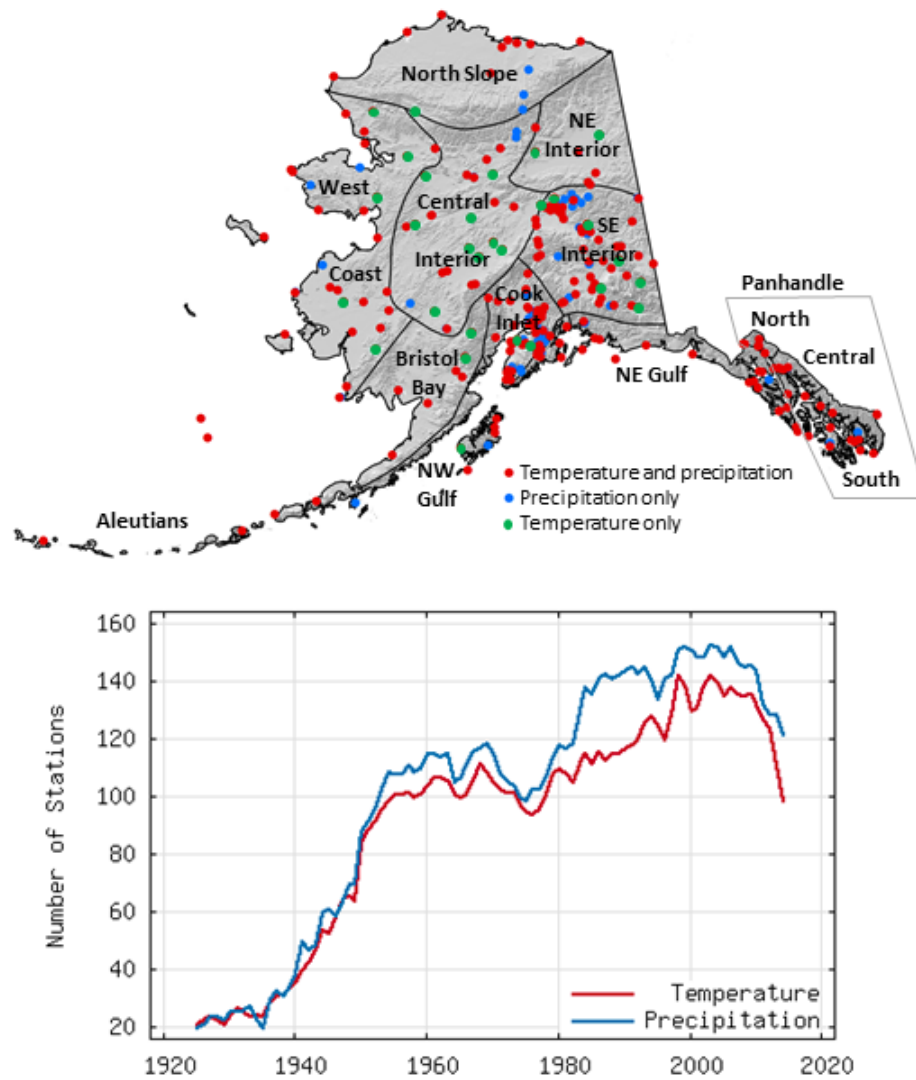 North Slope
NE
Interior
West
Central
SE
Interior
Interior
Coast
Cook
Inlet
Panhandle
North
Central
Bristol
Bay
NE Gulf
NW
Gulf
South
Temperature and precipitation
Precipitation only
Temperature only
Aleutians
160
140
120
100
80
60
40
20
Number of Stations
Temperature
Precipitation
1920 1940 1960 1980 2000 2020